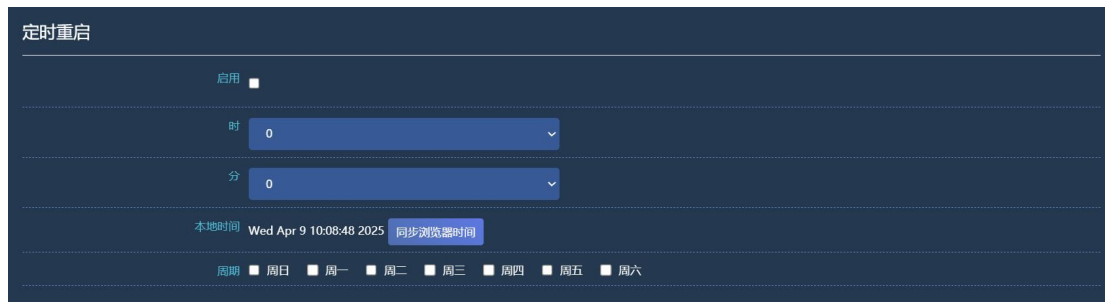 定时重启
启用
时 0
分 0
本地时间 Wed Apr 9 10:08:48 2025 同步浏览器时间
周期 周日 周一 周二 周三 周四 周五 周六